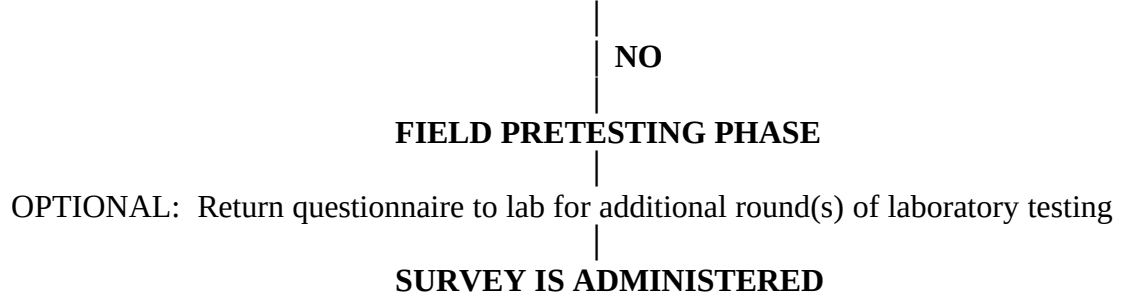 NO
FIELD PRETESTING PHASE
OPTIONAL: Return questionnaire to lab for additional round(s) of laboratory testing
SURVEY IS ADMINISTERED